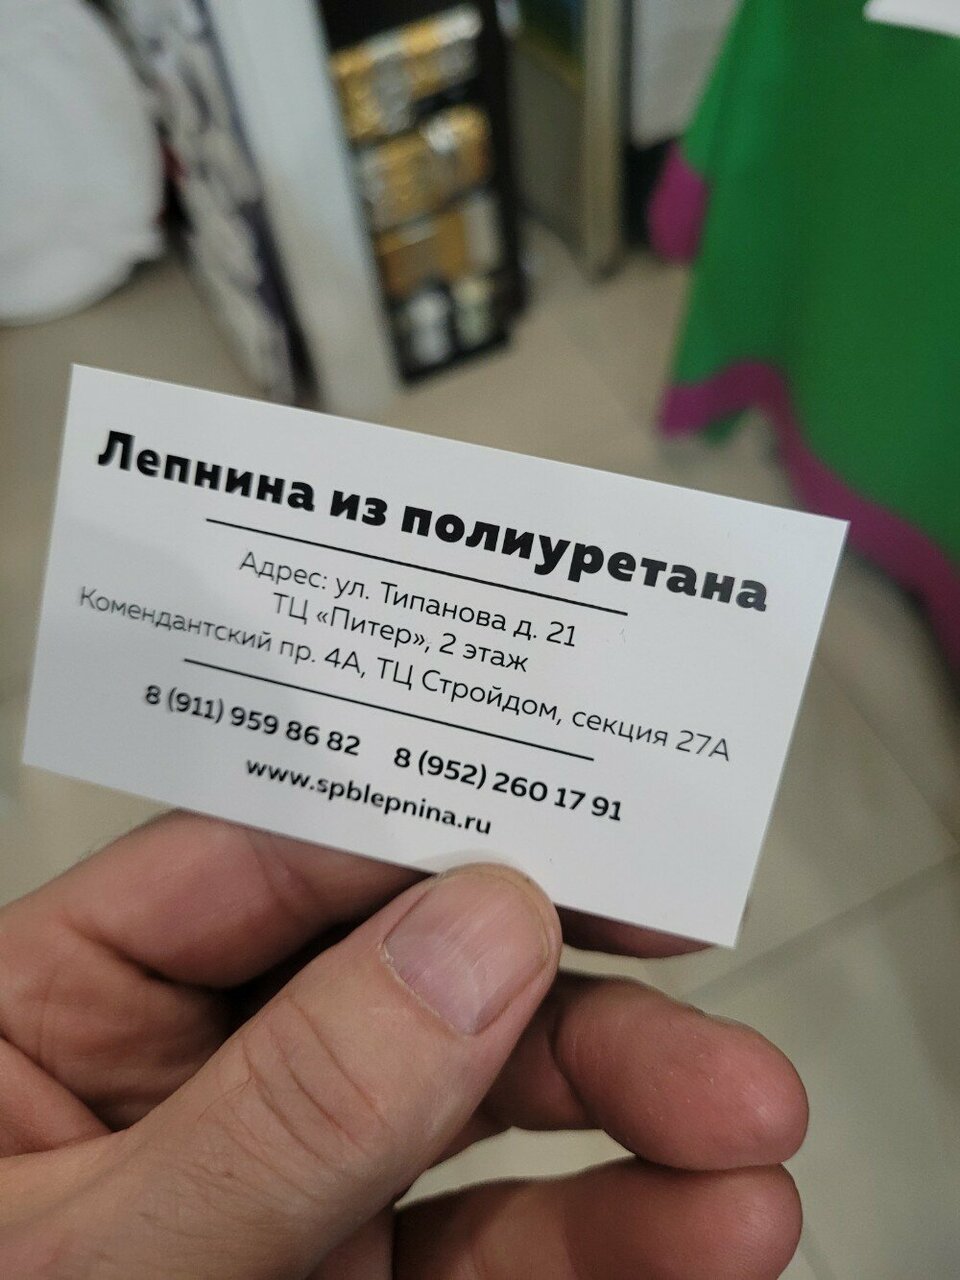 Лепнина из полиуретана
Адрес: ул. Типанова д. 21
ТЦ «Питер», 2 этаж
Комендантский пр. 4А, ТЦ Стройдом, секция 27А
8 (911) 959 86 82 8 (952) 260 17 91
www.spblepnina.ru